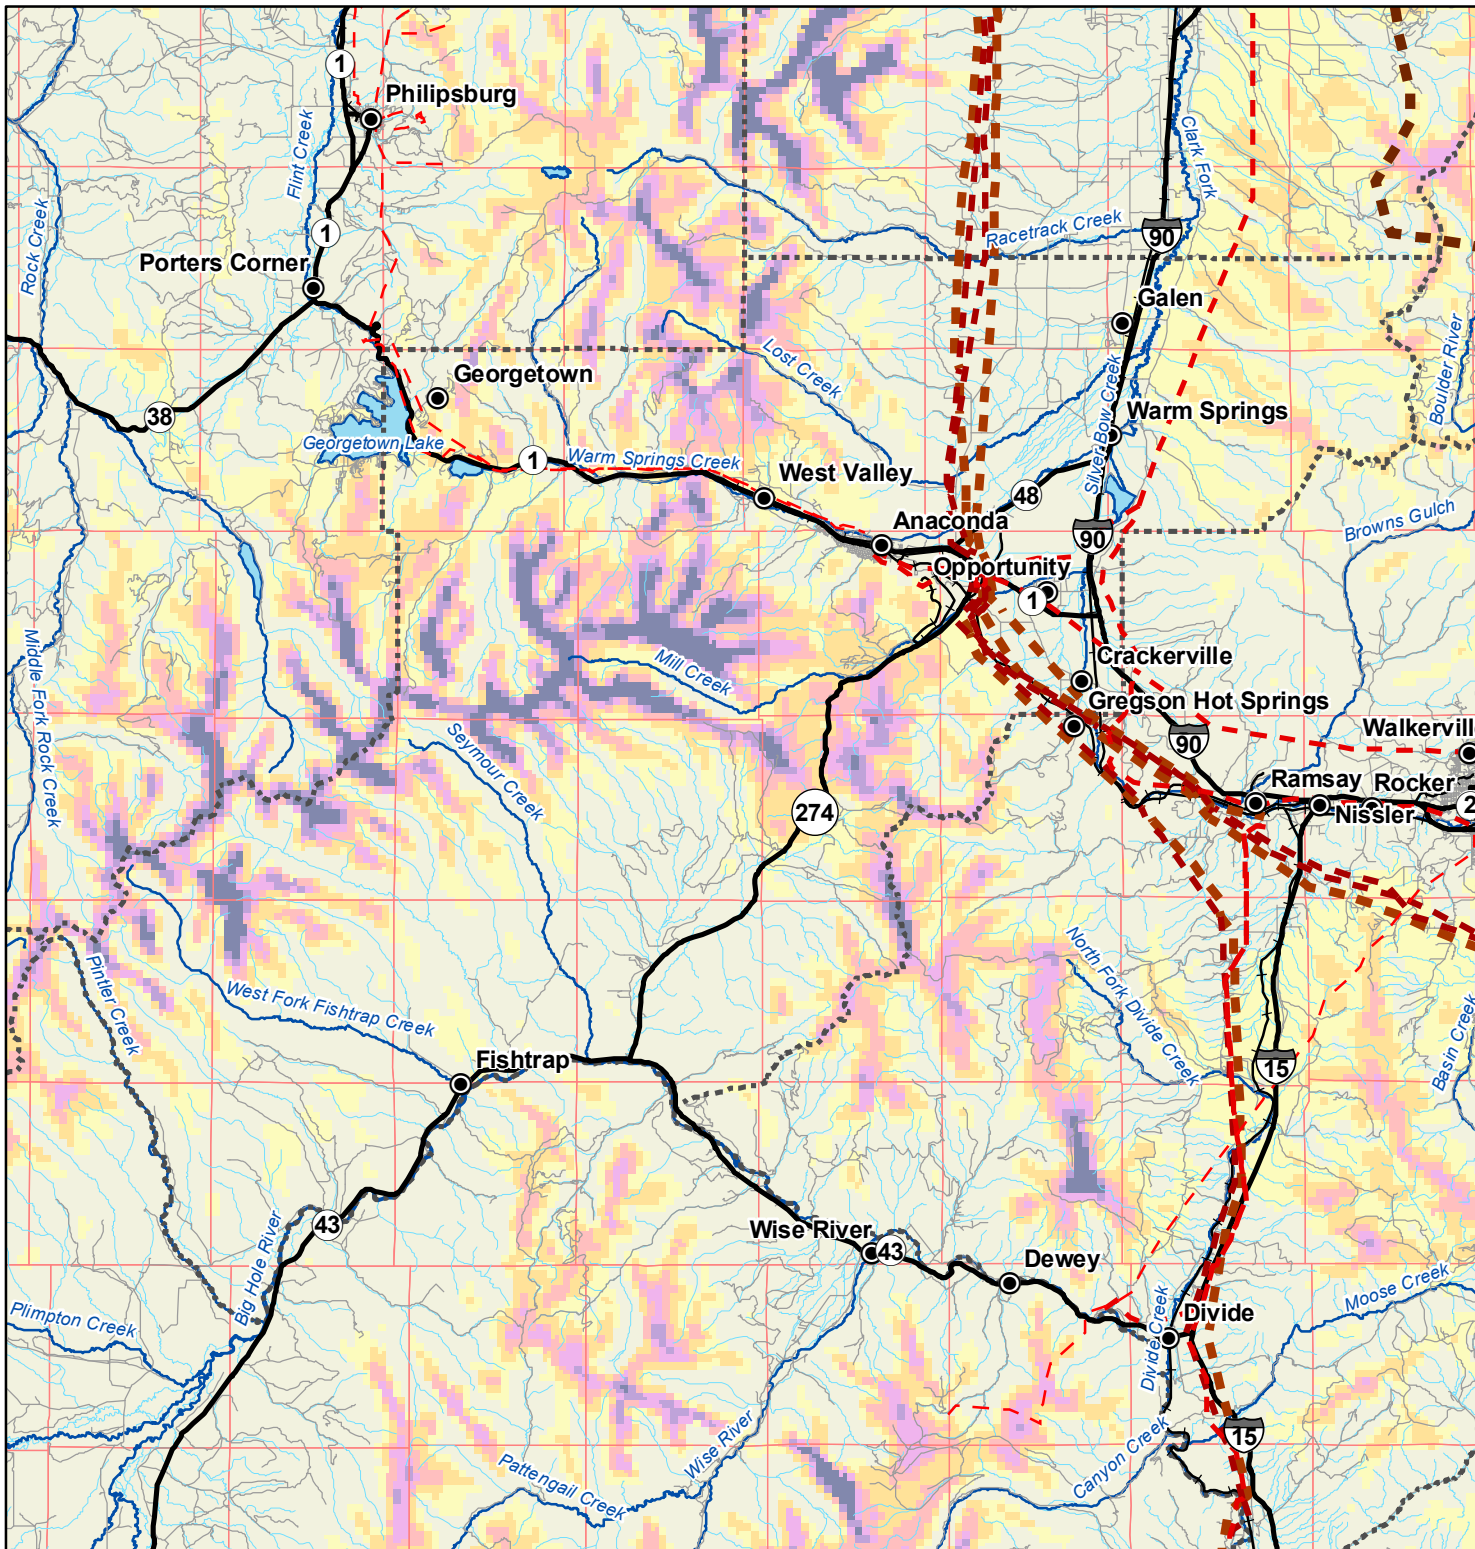 1
Philipsburg
Flint Creek
Clark Fork
Rock Creek
1
Racetrack Creek
90
Porters Corner
Galen
Lost Creek
Boulder River
Georgetown
38
Warm Springs
Georgetown Lake
1
Warm Springs Creek
Silver Bow Creek
West Valley
48
Anaconda
90
Browns Gulch
Opportunity
1
Middle Fork Rock Creek
Mill Creek
Crackerville
Gregson Hot Springs
Seymour Creek
90
Walkerville
Ramsay
Rocker
2
274
Nissler
Pintler Creek
West Fork Fishtrap Creek
North Fork Divide Creek
Basin Creek
Fishtrap
15
Big Hole River
43
Wise River
43
Dewey
Moose Creek
Plimpton Creek
Divide Creek
Divide
15
Wise River
Pattengail Creek
Canyon Creek